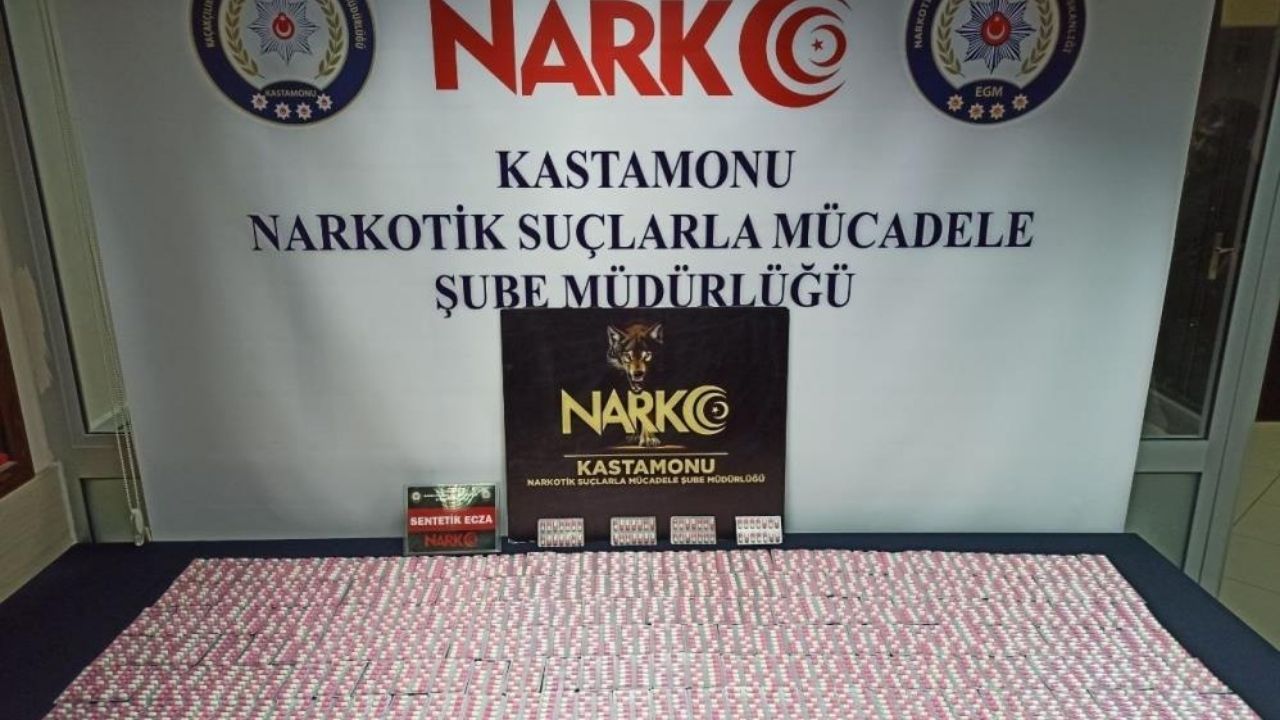 NARKO
KASTAMONU
EGM
KASTAMONU
NARKOTİK SUÇLARLA MÜCADELE
ŞUBE MÜDÜRLÜĞÜ
NARKO
KASTAMONU
NARKOTİK SUÇLARLA MÜCADELE ŞUBE MÜDÜRLÜĞÜ
SENTETİK ECZA
NARKO